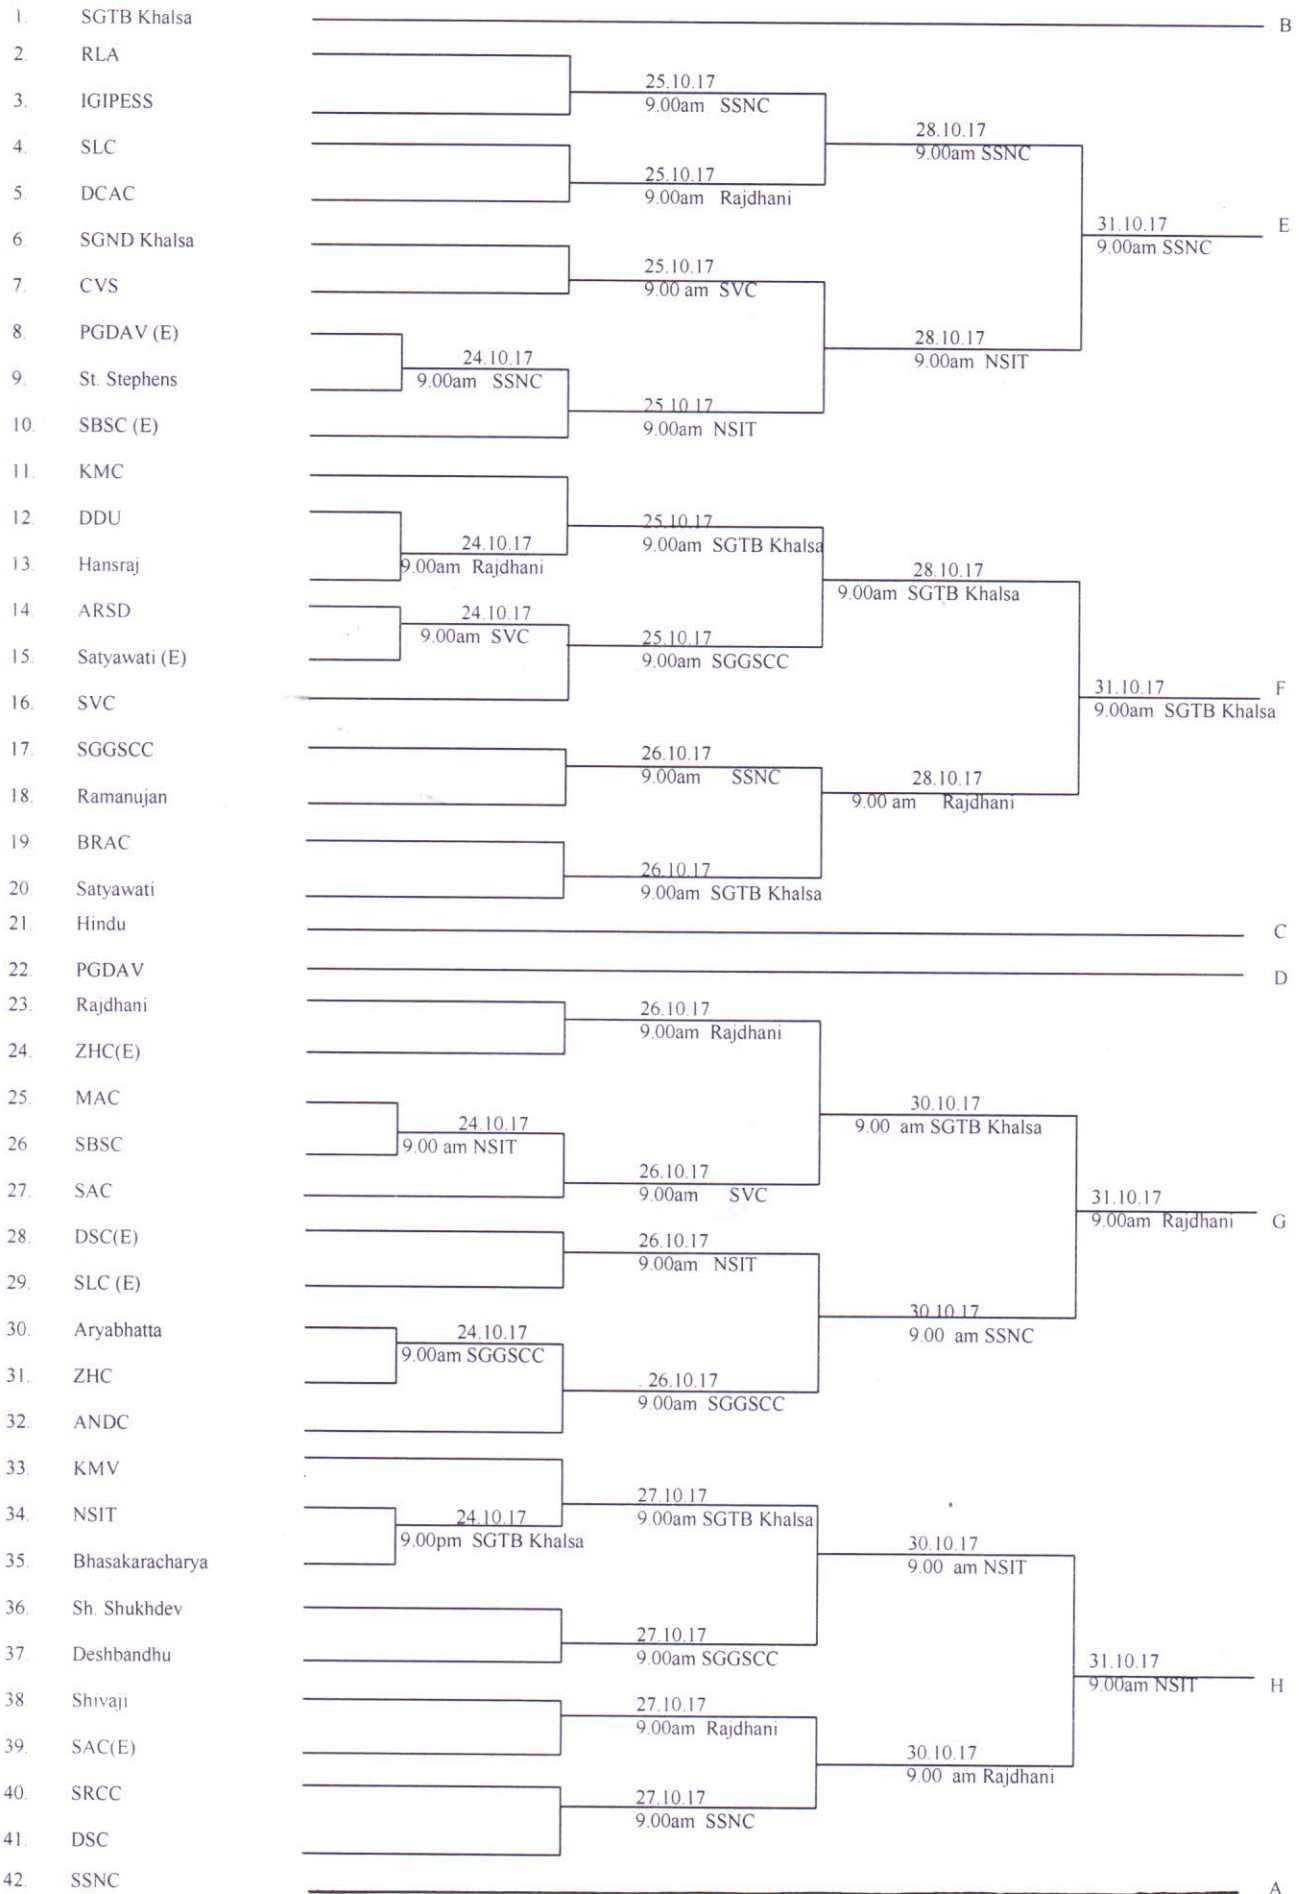 1. SGTB Khalsa B
2. RLA
25.10.17
3. IGIPESS
9.00am SSNC
28.10.17
4. SLC
9.00am SSNC
25.10.17
5. DCAC
9.00am Rajdhani
31.10.17 E
6. SGND Khalsa
9.00am SSNC
25.10.17
7. CVS
9.00 am SVC
8. PGDAV (E)
28.10.17
24.10.17
9.00am NSIT
9. St. Stephens
9.00am SSNC
25.10.17
10. SBSC (E)
9.00am NSIT
11. KMC
12. DDU
25.10.17
24.10.17
9.00am SGTB Khalsa
13. Hansraj
9.00am Rajdhani
28.10.17
9.00am SGTB Khalsa
14. ARSD
24.10.17
9.00am SVC
25.10.17
15. Satyawati (E)
9.00am SGGSCC
31.10.17 F
16. SVC
9.00am SGTB Khalsa
17. SGGSCC
26.10.17
9.00am SSNC
28.10.17
18. Ramanujan
9.00 am Rajdhani
19. BRAC
26.10.17
20. Satyawati
9.00am SGTB Khalsa
21. Hindu C
22. PGDAV D
23. Rajdhani
26.10.17
9.00am Rajdhani
24. ZHC(E)
25. MAC
30.10.17
24.10.17
9.00 am SGTB Khalsa
26 SBSC
9.00 am NSIT
26.10.17
27. SAC
9.00am SVC
31.10.17
9.00am Rajdhani G
28. DSC(E)
26.10.17
9.00am NSIT
29. SLC (E)
30.10.17
30. Aryabhatta
24.10.17
9.00 am SSNC
9.00am SGGSCC
31. ZHC
. 26.10.17
9.00am SGGSCC
32. ANDC
33. KMV
27.10.17
34. NSIT
24.10.17
9.00am SGTB Khalsa
9.00pm SGTB Khalsa
30.10.17
35. Bhasakaracharya
9.00 am NSIT
36. Sh. Shukhdev
27.10.17
37. Deshbandhu
9.00am SGGSCC
31.10.17
9.00am NSIT H
38. Shivaji
27.10.17
9.00am Rajdhani
39. SAC(E)
30.10.17
9.00 am Rajdhani
40. SRCC
27.10.17
9.00am SSNC
41. DSC
42. SSNC A